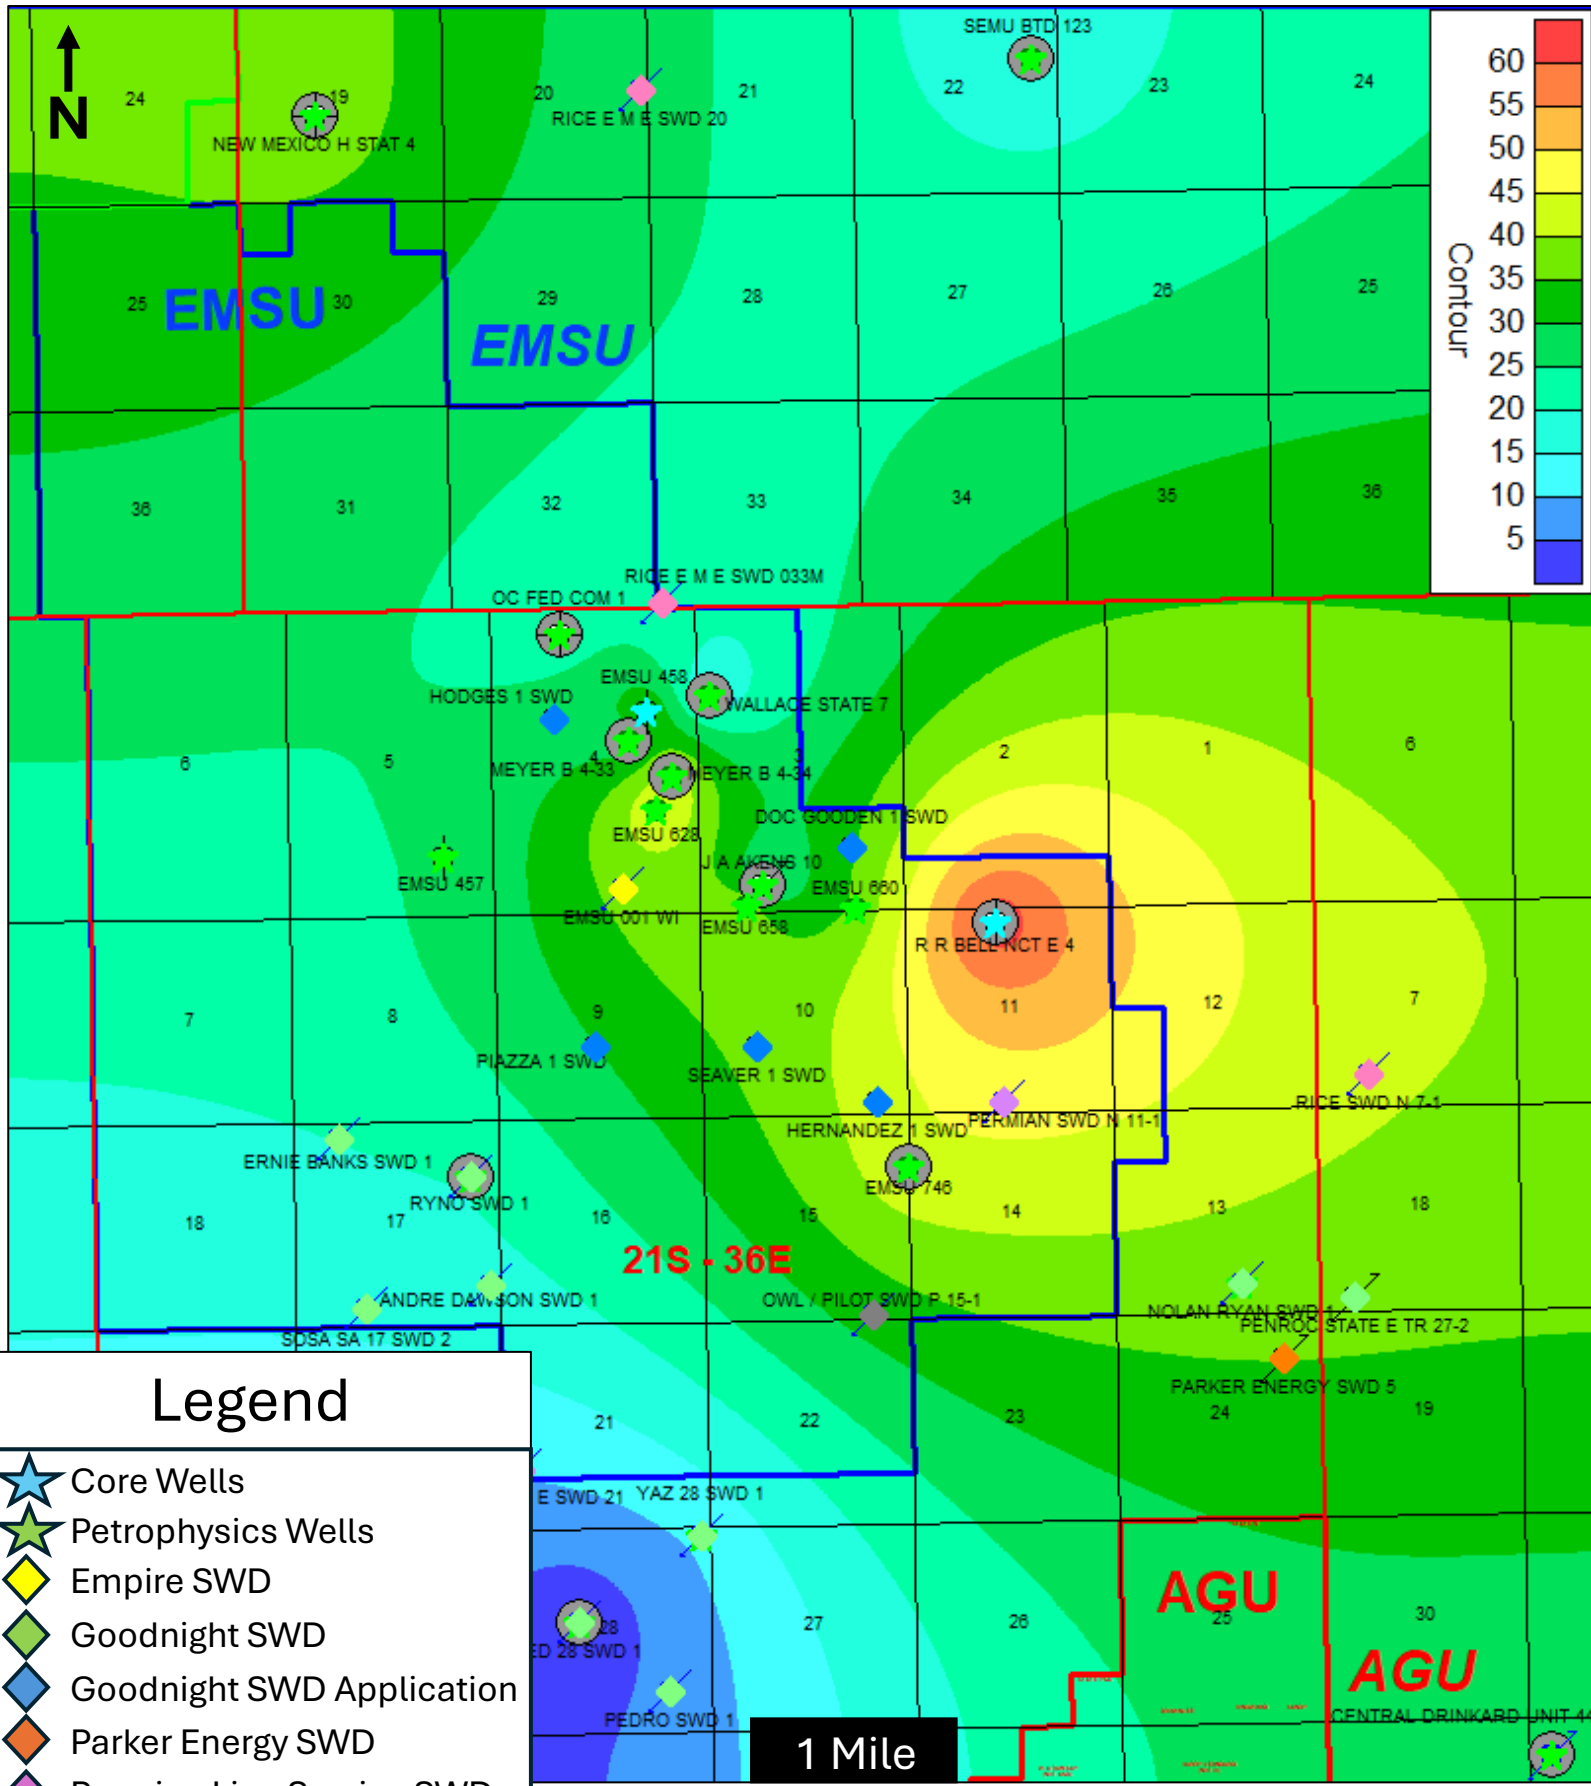 SEMU BTD 123
N
24
19
20
21
22
23
24
RICE E M E SWD 20
NEW MEXICO H STAT 4
Contour
60
55
50
45
40
35
30
25
20
15
10
5
25
EMSU
30
29
28
27
26
25
EMSU
36
31
32
33
34
35
36
RICE E M E SWD 033M
OC FED COM 1
EMSU 458
HODGES 1 SWD
WALLACE STATE 7
6
5
4
3
2
1
6
MEYER B 4-33
MEYER B 4-34
DOC GOODEN 1 SWD
EMSU 628
J A AKENS 10
EMSU 457
EMSU 660
EMSU 001 WI
EMSU 658
R R BELL NCT E 4
7
8
9
10
11
12
7
PIAZZA 1 SWD
SEAVER 1 SWD
RICE SWD N 7-1
HERNANDEZ 1 SWD
PERMIAN SWD N 11-1
ERNIE BANKS SWD 1
RYNO SWD 1
EMSU 746
18
17
16
15
14
13
18
21S - 36E
ANDRE DAWSON SWD 1
OWL / PILOT SWD P 15-1
NOLAN RYAN SWD 1
PENROC STATE E TR 27-2
SOSA SA 17 SWD 2
PARKER ENERGY SWD 5
21
22
23
24
19
E SWD 21
YAZ 28 SWD 1
AGU
28
27
26
25
30
ED 28 SWD 1
AGU
PEDRO SWD 1
CENTRAL DRINKARD UNIT 44
1 Mile
Legend
Core Wells
Petrophysics Wells
Empire SWD
Goodnight SWD
Goodnight SWD Application
Parker Energy SWD